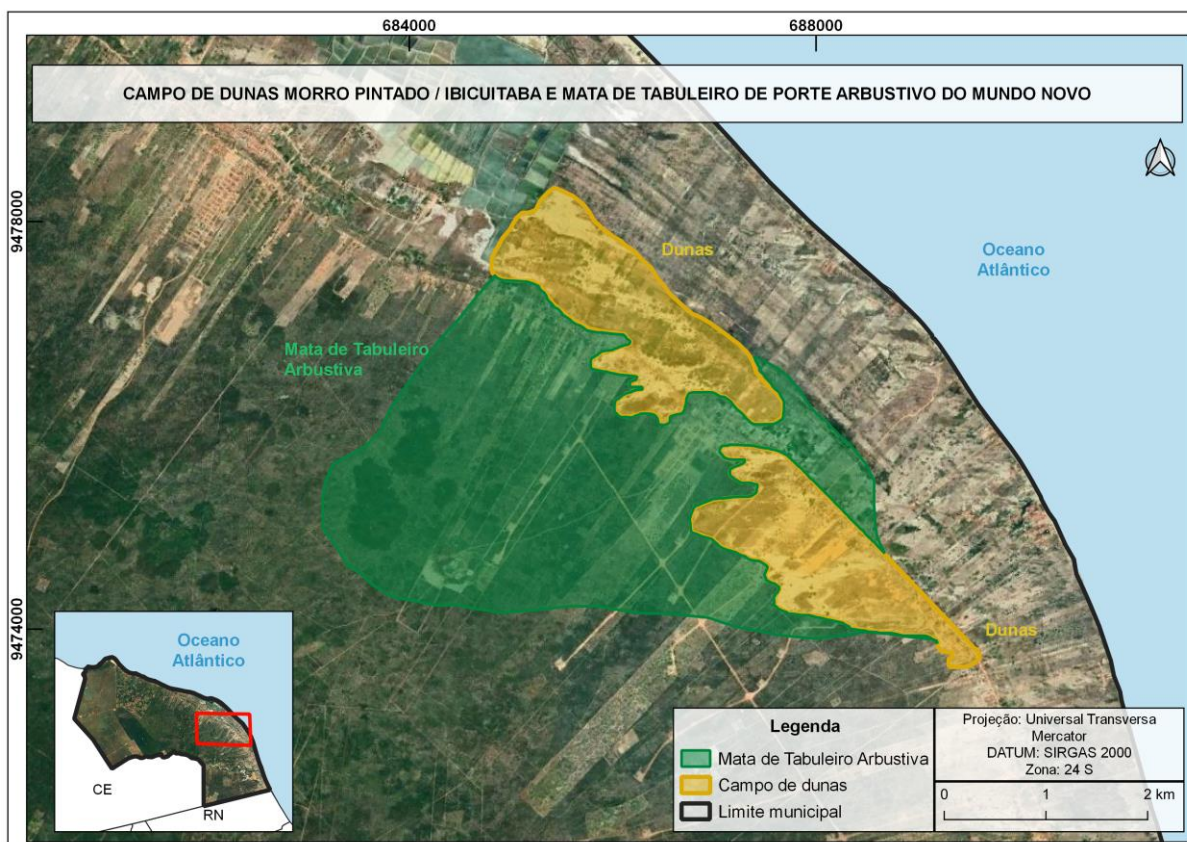 684000
688000
CAMPO DE DUNAS MORRO PINTADO / IBICUITABA E MATA DE TABULEIRO DE PORTE ARBUSTIVO DO MUNDO NOVO
9478000
Dunas
Oceano
Atlântico
Mata de Tabuleiro
Arbustiva
9474000
Dunas
Oceano
Atlântico
CE
RN
Legenda
Mata de Tabuleiro Arbustiva
Campo de dunas
Limite municipal
Projeção: Universal Transversa
Mercator
DATUM: SIRGAS 2000
Zona: 24 S
0 1 2 km